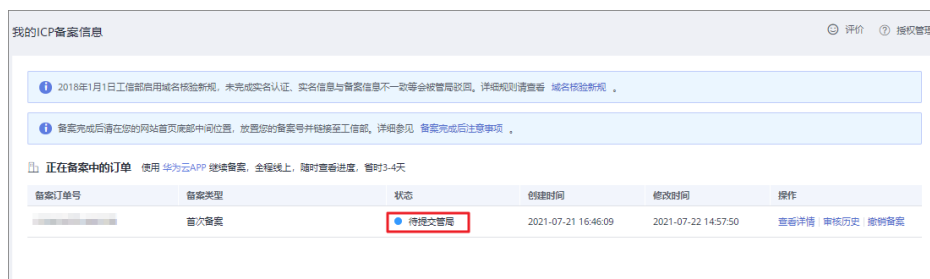 我的ICP备案信息 评价 授权管理
2018年1月1日工信部启用域名核验新规，未完成实名认证、实名信息与备案信息不一致等会被管局驳回。详细规则请查看 域名核验新规 。
备案完成后请在您的网站首页底部中间位置，放置您的备案号并链接至工信部。详细参见 备案完成后注意事项 。
正在备案中的订单 使用 华为云APP 继续备案，全程线上，随时查看进度，省时3-4天
备案订单号 备案类型 状态 创建时间 修改时间 操作
首次备案 待提交管局 2021-07-21 16:46:09 2021-07-22 14:57:50 查看详情 审核历史 撤销备案